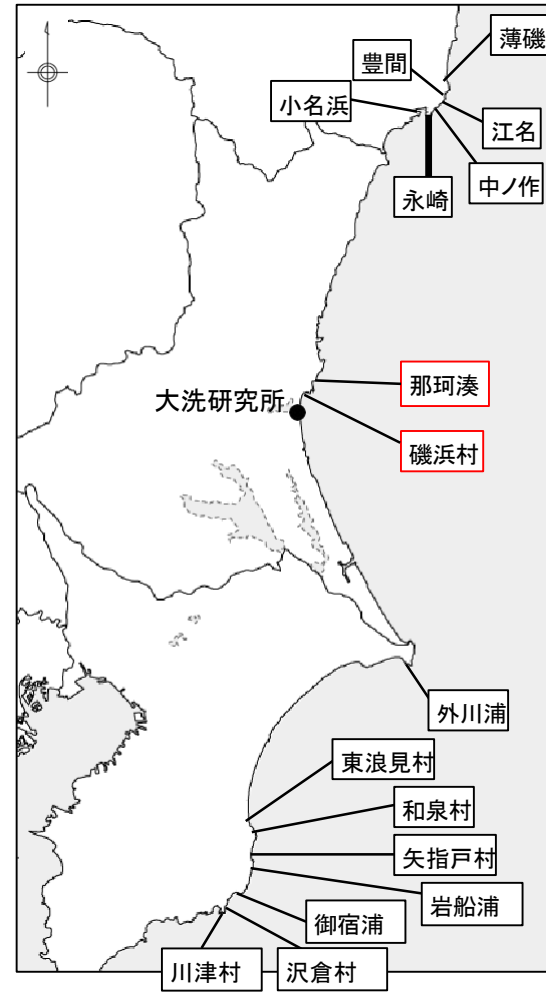 薄磯
豊間
小名浜
江名
中ノ作
永崎
那珂湊
大洗研究所
磯浜村
外川浦
東浪見村
和泉村
矢指戸村
岩船浦
御宿浦
川津村
沢倉村